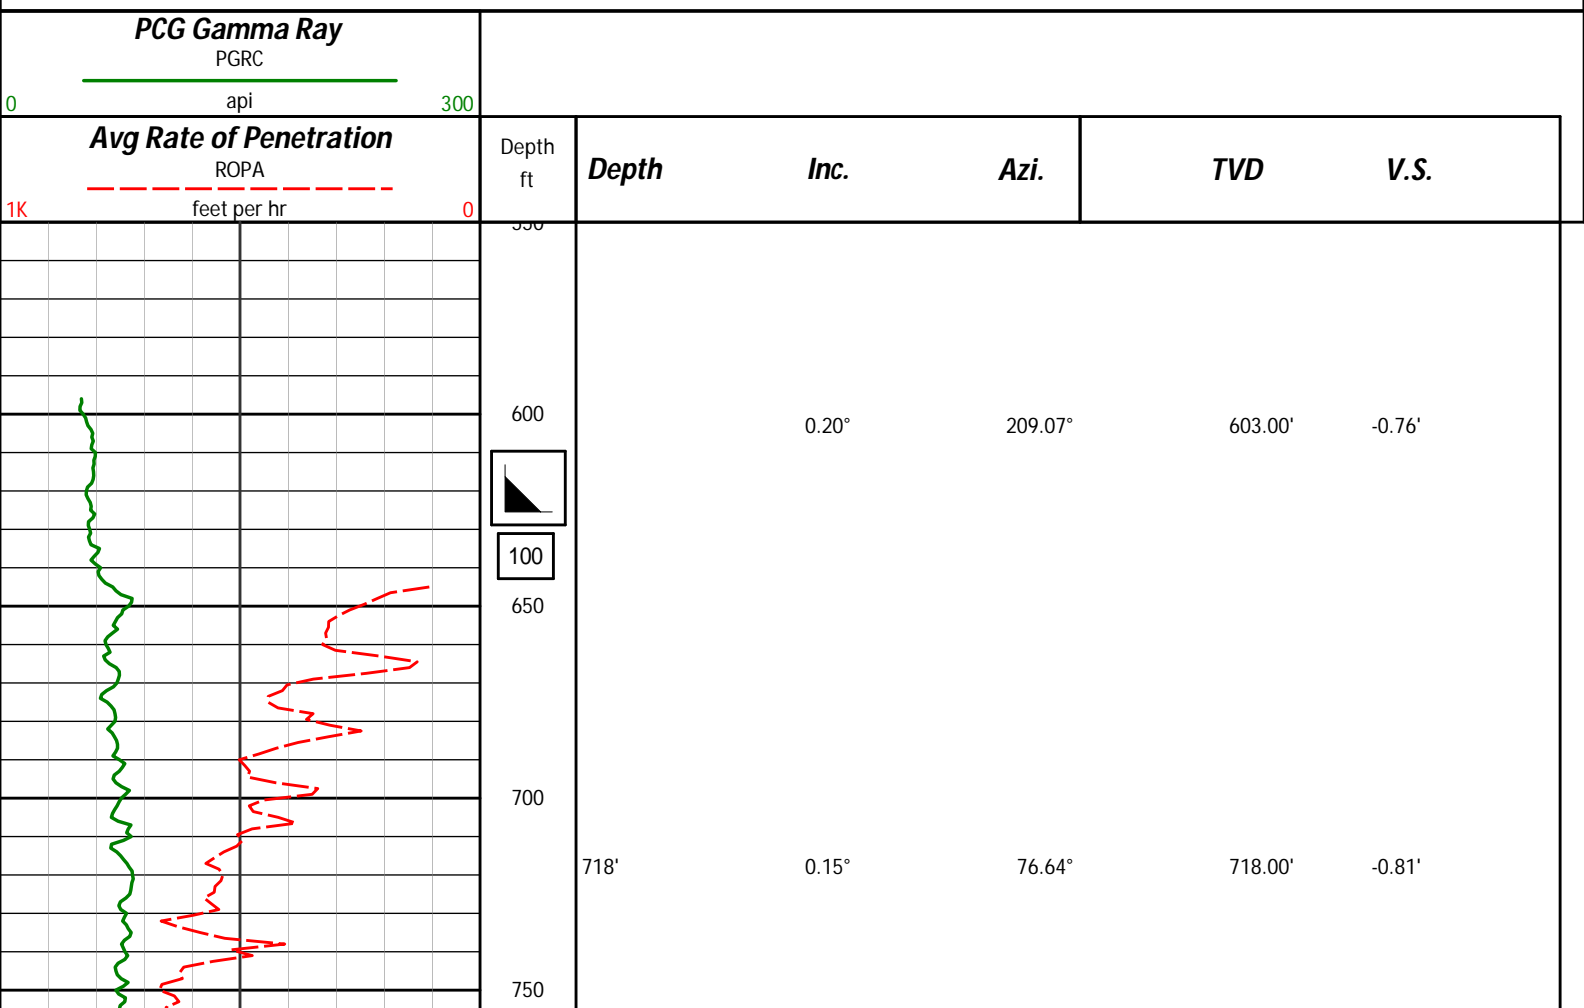 PCG Gamma Ray
PGRC
0 api 300
Avg Rate of Penetration
ROPA
1K feet per hr 0
Depth
ft
Depth Inc. Azi. TVD V.S.
600
0.20° 209.07° 603.00' -0.76'
100
650
700
718' 0.15° 76.64° 718.00' -0.81'
750